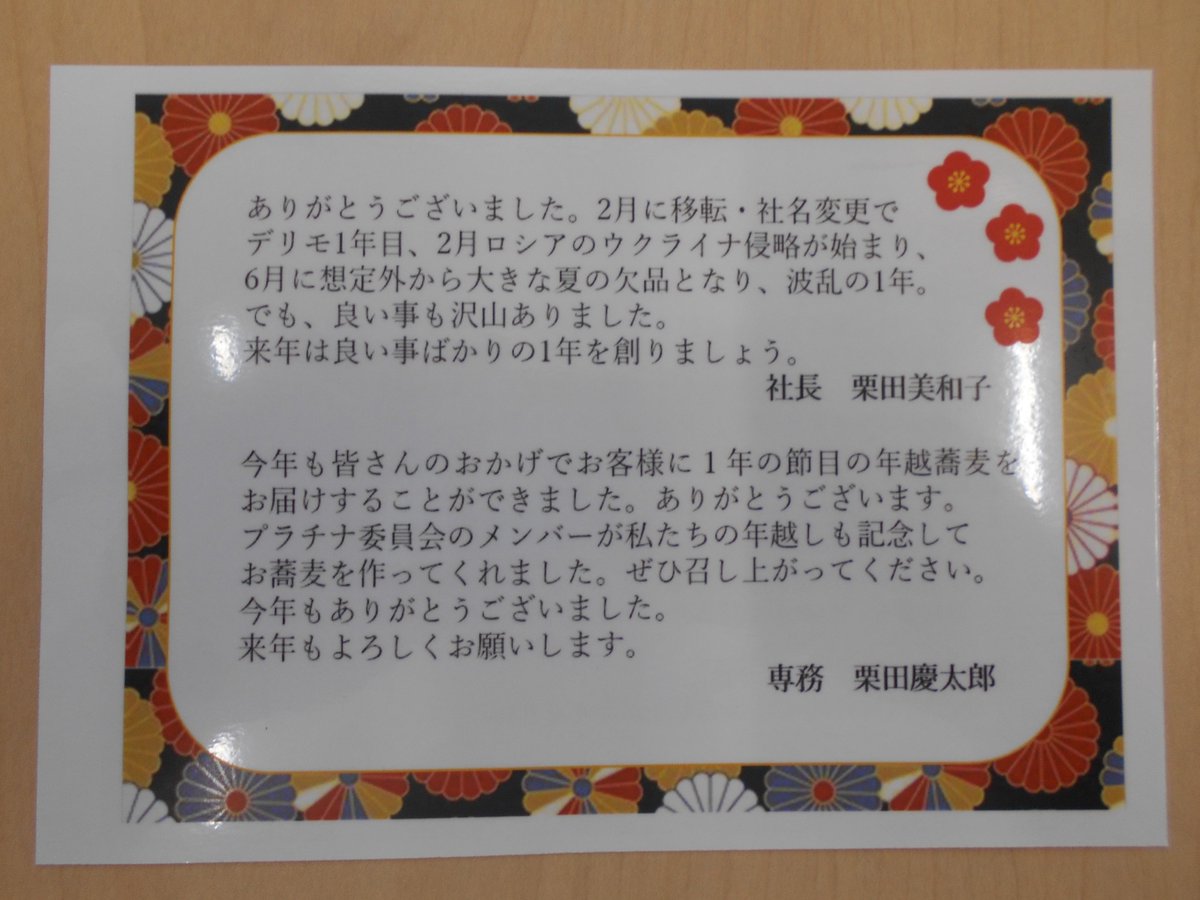 ありがとうございました。2月に移転・社名変更で
デリモ1年目、2月ロシアのウクライナ侵略が始まり、
6月に想定外から大きな夏の欠品となり、波乱の1年。
でも、良い事も沢山ありました。
来年は良い事ばかりの1年を創りましょう。
社長　栗田美和子
今年も皆さんのおかげでお客様に１年の節目の年越蕎麦を
お届けすることができました。ありがとうございます。
プラチナ委員会のメンバーが私たちの年越しも記念して
お蕎麦を作ってくれました。ぜひ召し上がってください。
今年もありがとうございました。
来年もよろしくお願いします。
専務　栗田慶太郎